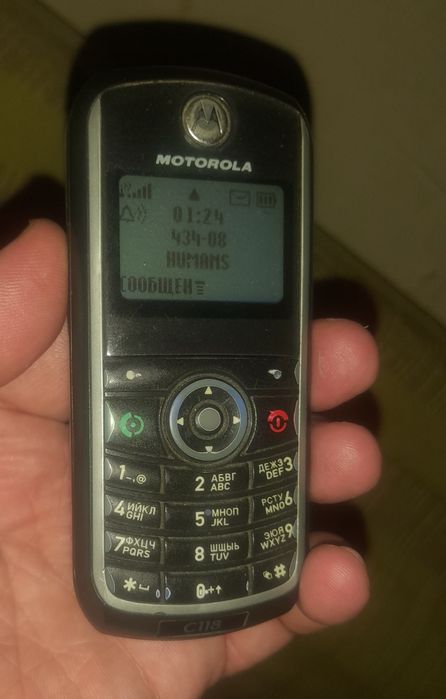 MOTOROLA
01:24
434-08
HUMANS
СООБЩЕН
1-,@
2 АБВГ ABC
ДЕЖЗ DEF 3
4 ИЙКЛ GHI
5 МНОП JKL
РСТУ MNO 6
7 ФХЦЧ PQRS
8 ШЩЫЬ TUV
ЭЮЯ WXYZ 9
*
0 +
#
C118